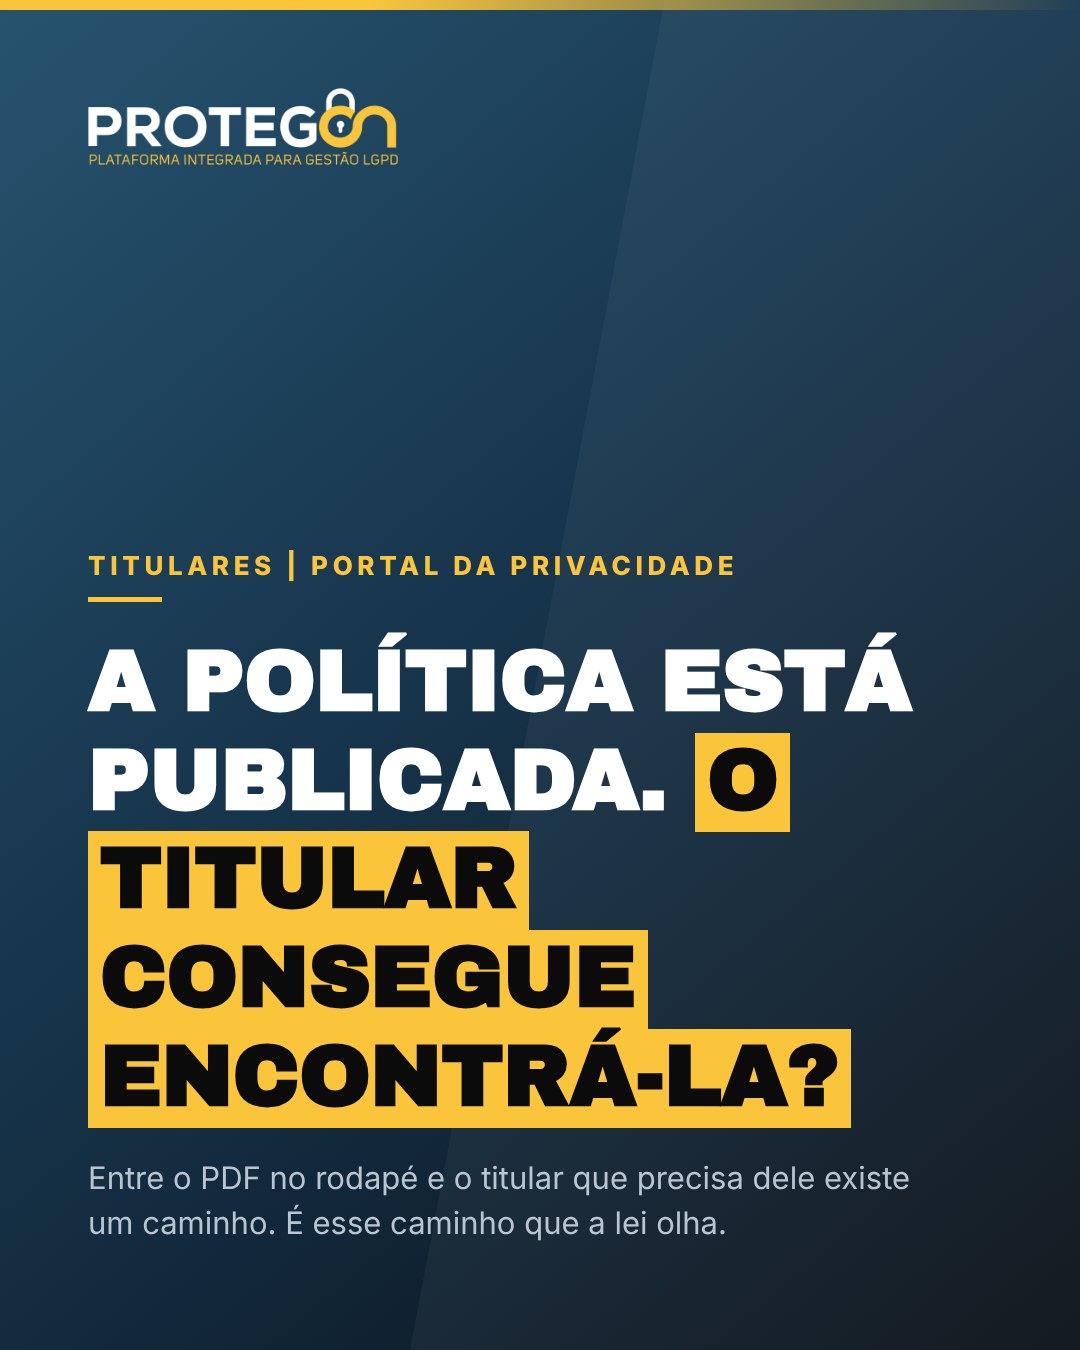 PROTEGON
PLATAFORMA INTEGRADA PARA GESTÃO LGPD
TITULARES | PORTAL DA PRIVACIDADE
A POLÍTICA ESTÁ
PUBLICADA. O
TITULAR
CONSEGUE
ENCONTRÁ-LA?
Entre o PDF no rodapé e o titular que precisa dele existe
um caminho. É esse caminho que a lei olha.